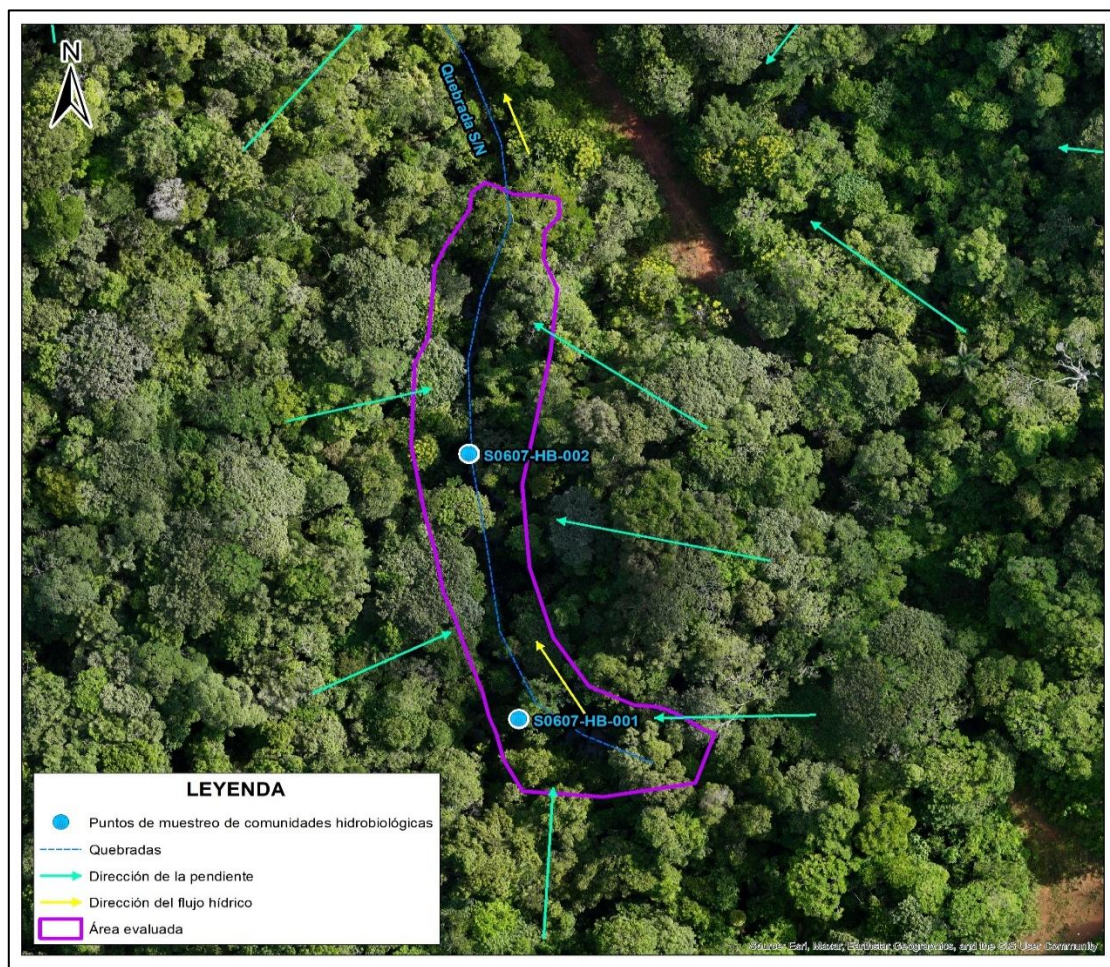 N
Quebrada S/N
S0607-HB-002
S0607-HB-001
LEYENDA
Puntos de muestreo de comunidades hidrobiológicas
Quebradas
Dirección de la pendiente
Dirección del flujo hídrico
Área evaluada
Source: Esri, Maxar, Earthstar Geographics, and the GIS User Community